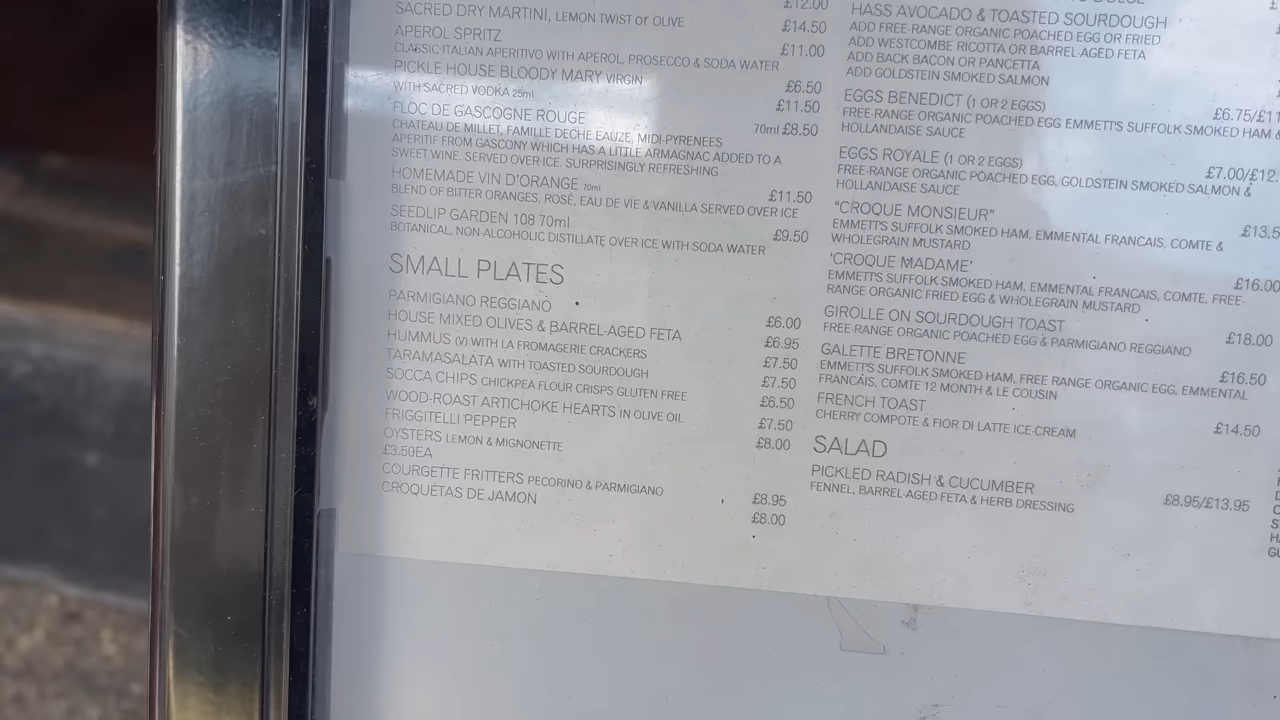 £12.00
SACRED DRY MARTINI, LEMON TWIST or OLIVE
£14.50
APEROL SPRITZ
£11.00
CLASSIC ITALIAN APERITIVO WITH APEROL, PROSECCO & SODA WATER
PICKLE HOUSE BLOODY MARY VIRGIN
£6.50
WITH SACRED VODKA 25ml
£11.50
FLOC DE GASCOGNE ROUGE
70ml £8.50
CHATEAU DE MILLET, FAMILLE DECHE EAUZE, MIDI-PYRENEES
APERITIF FROM GASCONY WHICH HAS A LITTLE ARMAGNAC ADDED TO A
SWEET WINE. SERVED OVER ICE. SURPRISINGLY REFRESHING
HOMEMADE VIN D'ORANGE 70ml
£11.50
BLEND OF BITTER ORANGES, ROSÉ, EAU DE VIE & VANILLA SERVED OVER ICE
SEEDLIP GARDEN 108 70ml
£9.50
BOTANICAL, NON-ALCOHOLIC DISTILLATE OVER ICE WITH SODA WATER
SMALL PLATES
PARMIGIANO REGGIANO
£6.00
HOUSE MIXED OLIVES & BARREL-AGED FETA
£6.95
HUMMUS (V) WITH LA FROMAGERIE CRACKERS
£7.50
TARAMASALATA WITH TOASTED SOURDOUGH
£7.50
SOCCA CHIPS CHICKPEA FLOUR CRISPS GLUTEN FREE
£6.50
WOOD-ROAST ARTICHOKE HEARTS IN OLIVE OIL
£7.50
FRIGGITELLI PEPPER
£8.00
OYSTERS LEMON & MIGNONETTE
£3.50EA
COURGETTE FRITTERS PECORINO & PARMIGIANO
£8.95
CROQUETAS DE JAMON
£8.00
HASS AVOCADO & TOASTED SOURDOUGH
ADD FREE-RANGE ORGANIC POACHED EGG OR FRIED
ADD WESTCOMBE RICOTTA OR BARREL-AGED FETA
ADD BACK BACON OR PANCETTA
ADD GOLDSTEIN SMOKED SALMON
EGGS BENEDICT (1 OR 2 EGGS)
£6.75/£11
FREE-RANGE ORGANIC POACHED EGG EMMETT'S SUFFOLK SMOKED HAM
HOLLANDAISE SAUCE
EGGS ROYALE (1 OR 2 EGGS)
£7.00/£12.
FREE-RANGE ORGANIC POACHED EGG, GOLDSTEIN SMOKED SALMON &
HOLLANDAISE SAUCE
"CROQUE MONSIEUR"
£13.5
EMMETT'S SUFFOLK SMOKED HAM, EMMENTAL FRANCAIS, COMTE &
WHOLEGRAIN MUSTARD
'CROQUE MADAME'
£16.00
EMMETT'S SUFFOLK SMOKED HAM, EMMENTAL FRANCAIS, COMTE, FREE-
RANGE ORGANIC FRIED EGG & WHOLEGRAIN MUSTARD
GIROLLE ON SOURDOUGH TOAST
£18.00
FREE-RANGE ORGANIC POACHED EGG & PARMIGIANO REGGIANO
GALETTE BRETONNE
£16.50
EMMETT'S SUFFOLK SMOKED HAM, FREE RANGE ORGANIC EGG, EMMENTAL
FRANCAIS, COMTE 12 MONTH & LE COUSIN
FRENCH TOAST
£14.50
CHERRY COMPOTE & FIOR DI LATTE ICE-CREAM
SALAD
PICKLED RADISH & CUCUMBER
£8.95/£13.95
FENNEL, BARREL-AGED FETA & HERB DRESSING